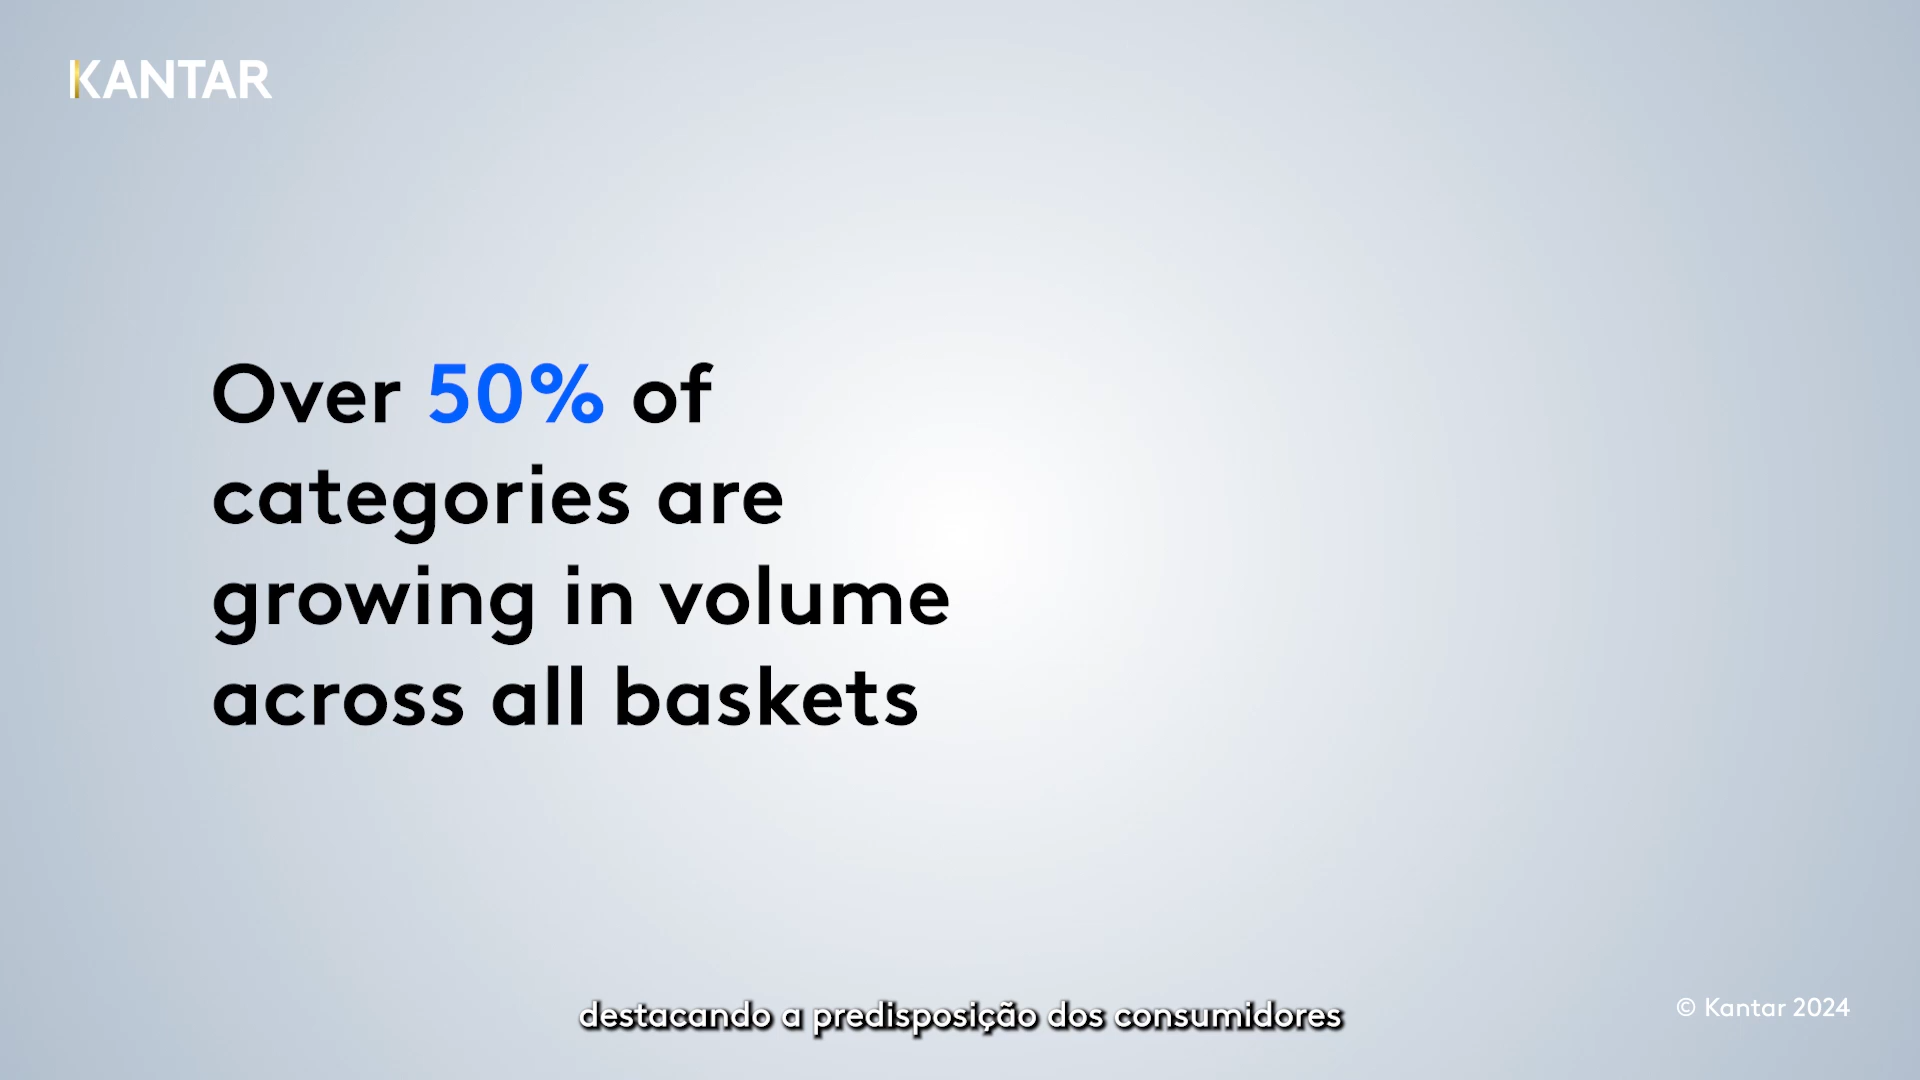 KANTAR
Over 50% of
categories are
growing in volume
across all baskets
destacando a predisposição dos consumidores
© Kantar 2024